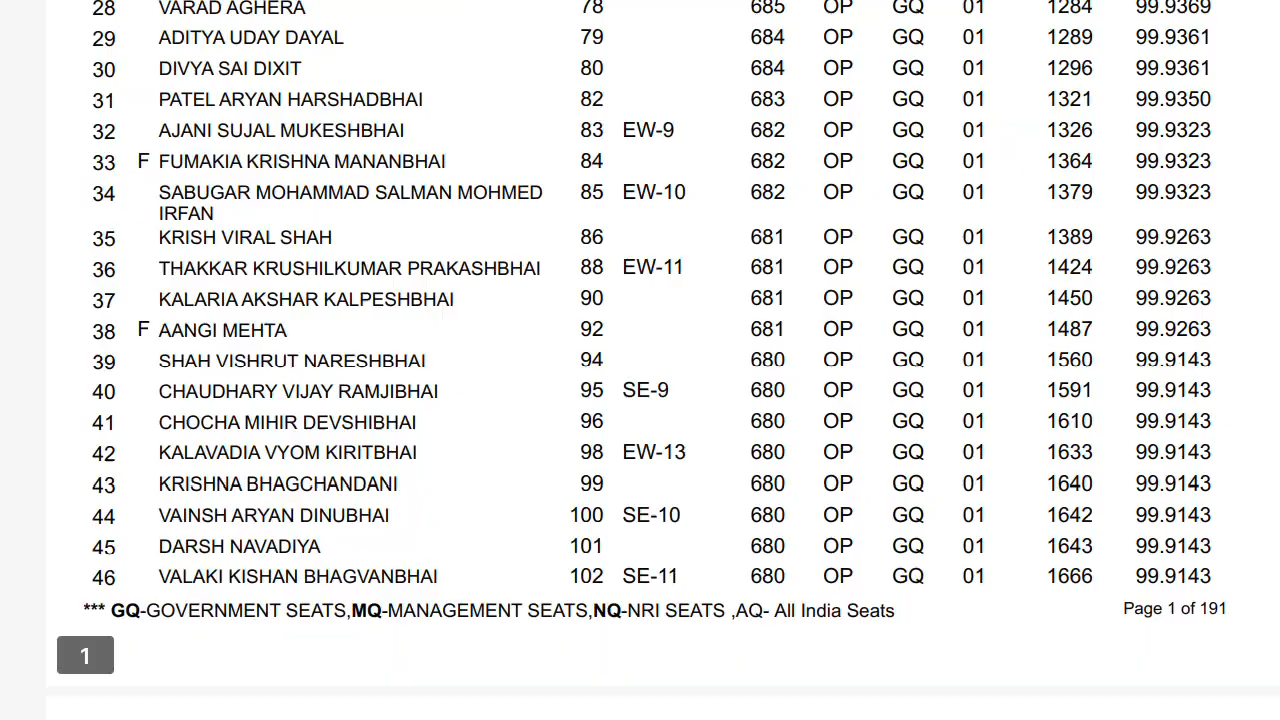 28 VARAD AGHERA 78 685 OP GQ 01 1284 99.9369
29 ADITYA UDAY DAYAL 79 684 OP GQ 01 1289 99.9361
30 DIVYA SAI DIXIT 80 684 OP GQ 01 1296 99.9361
31 PATEL ARYAN HARSHADBHAI 82 683 OP GQ 01 1321 99.9350
32 AJANI SUJAL MUKESHBHAI 83 EW-9 682 OP GQ 01 1326 99.9323
33 F FUMAKIA KRISHNA MANANBHAI 84 682 OP GQ 01 1364 99.9323
34 SABUGAR MOHAMMAD SALMAN MOHMED 85 EW-10 682 OP GQ 01 1379 99.9323
IRFAN
35 KRISH VIRAL SHAH 86 681 OP GQ 01 1389 99.9263
36 THAKKAR KRUSHILKUMAR PRAKASHBHAI 88 EW-11 681 OP GQ 01 1424 99.9263
37 KALARIA AKSHAR KALPESHBHAI 90 681 OP GQ 01 1450 99.9263
38 F AANGI MEHTA 92 681 OP GQ 01 1487 99.9263
39 SHAH VISHRUT NARESHBHAI 94 680 OP GQ 01 1560 99.9143
40 CHAUDHARY VIJAY RAMJIBHAI 95 SE-9 680 OP GQ 01 1591 99.9143
41 CHOCHA MIHIR DEVSHIBHAI 96 680 OP GQ 01 1610 99.9143
42 KALAVADIA VYOM KIRITBHAI 98 EW-13 680 OP GQ 01 1633 99.9143
43 KRISHNA BHAGCHANDANI 99 680 OP GQ 01 1640 99.9143
44 VAINSH ARYAN DINUBHAI 100 SE-10 680 OP GQ 01 1642 99.9143
45 DARSH NAVADIYA 101 680 OP GQ 01 1643 99.9143
46 VALAKI KISHAN BHAGVANBHAI 102 SE-11 680 OP GQ 01 1666 99.9143
*** GQ-GOVERNMENT SEATS,MQ-MANAGEMENT SEATS,NQ-NRI SEATS ,AQ- All India Seats Page 1 of 191
1